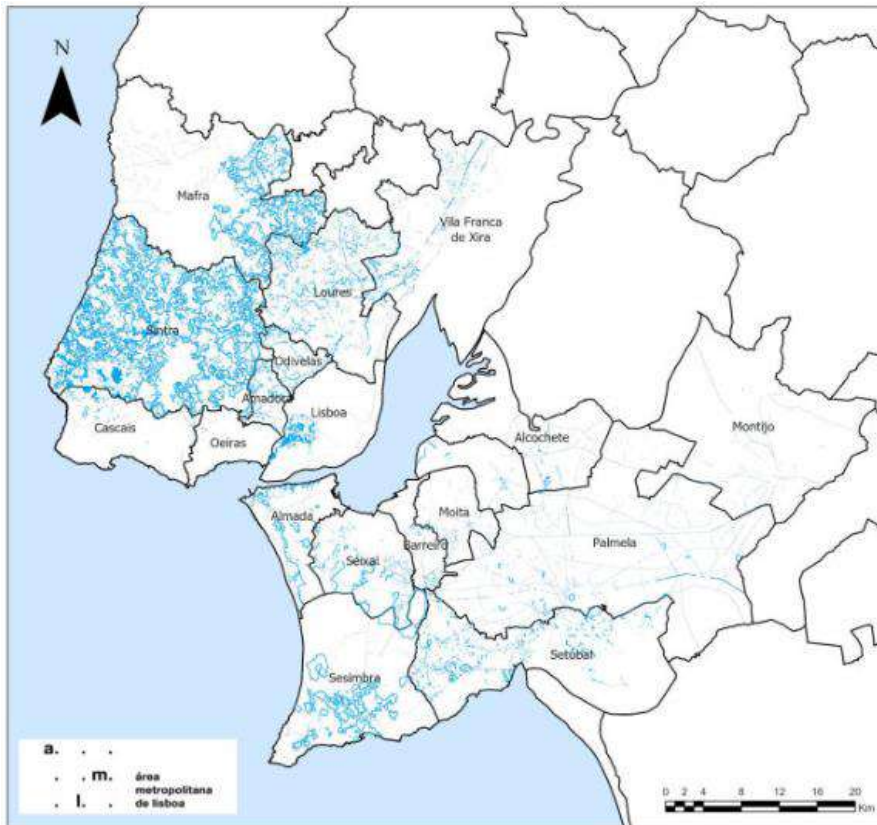 N
Mafra
Vila Franca
de Xira
Loures
Sintra
Odivelas
Amadora
Lisboa
Cascais
Oeiras
Alcochete
Montijo
Almada
Moita
Barreiro
Seixal
Palmela
Setúbal
Sesimbra
a. . .
. . m. área
metropolitana
. l. . de lisboa
0 2 4 8 12 16 20
Km